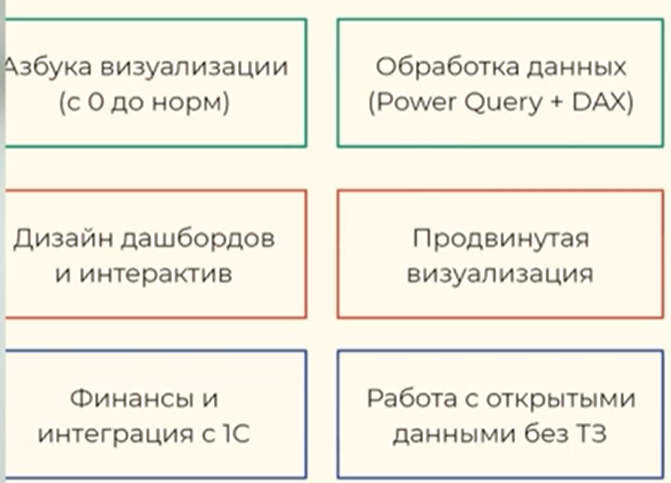 Азбука визуализации
(с 0 до норм)
Обработка данных
(Power Query + DAX)
Дизайн дашбордов
и интерактив
Продвинутая
визуализация
Финансы и
интеграция с 1С
Работа с открытыми
данными без ТЗ